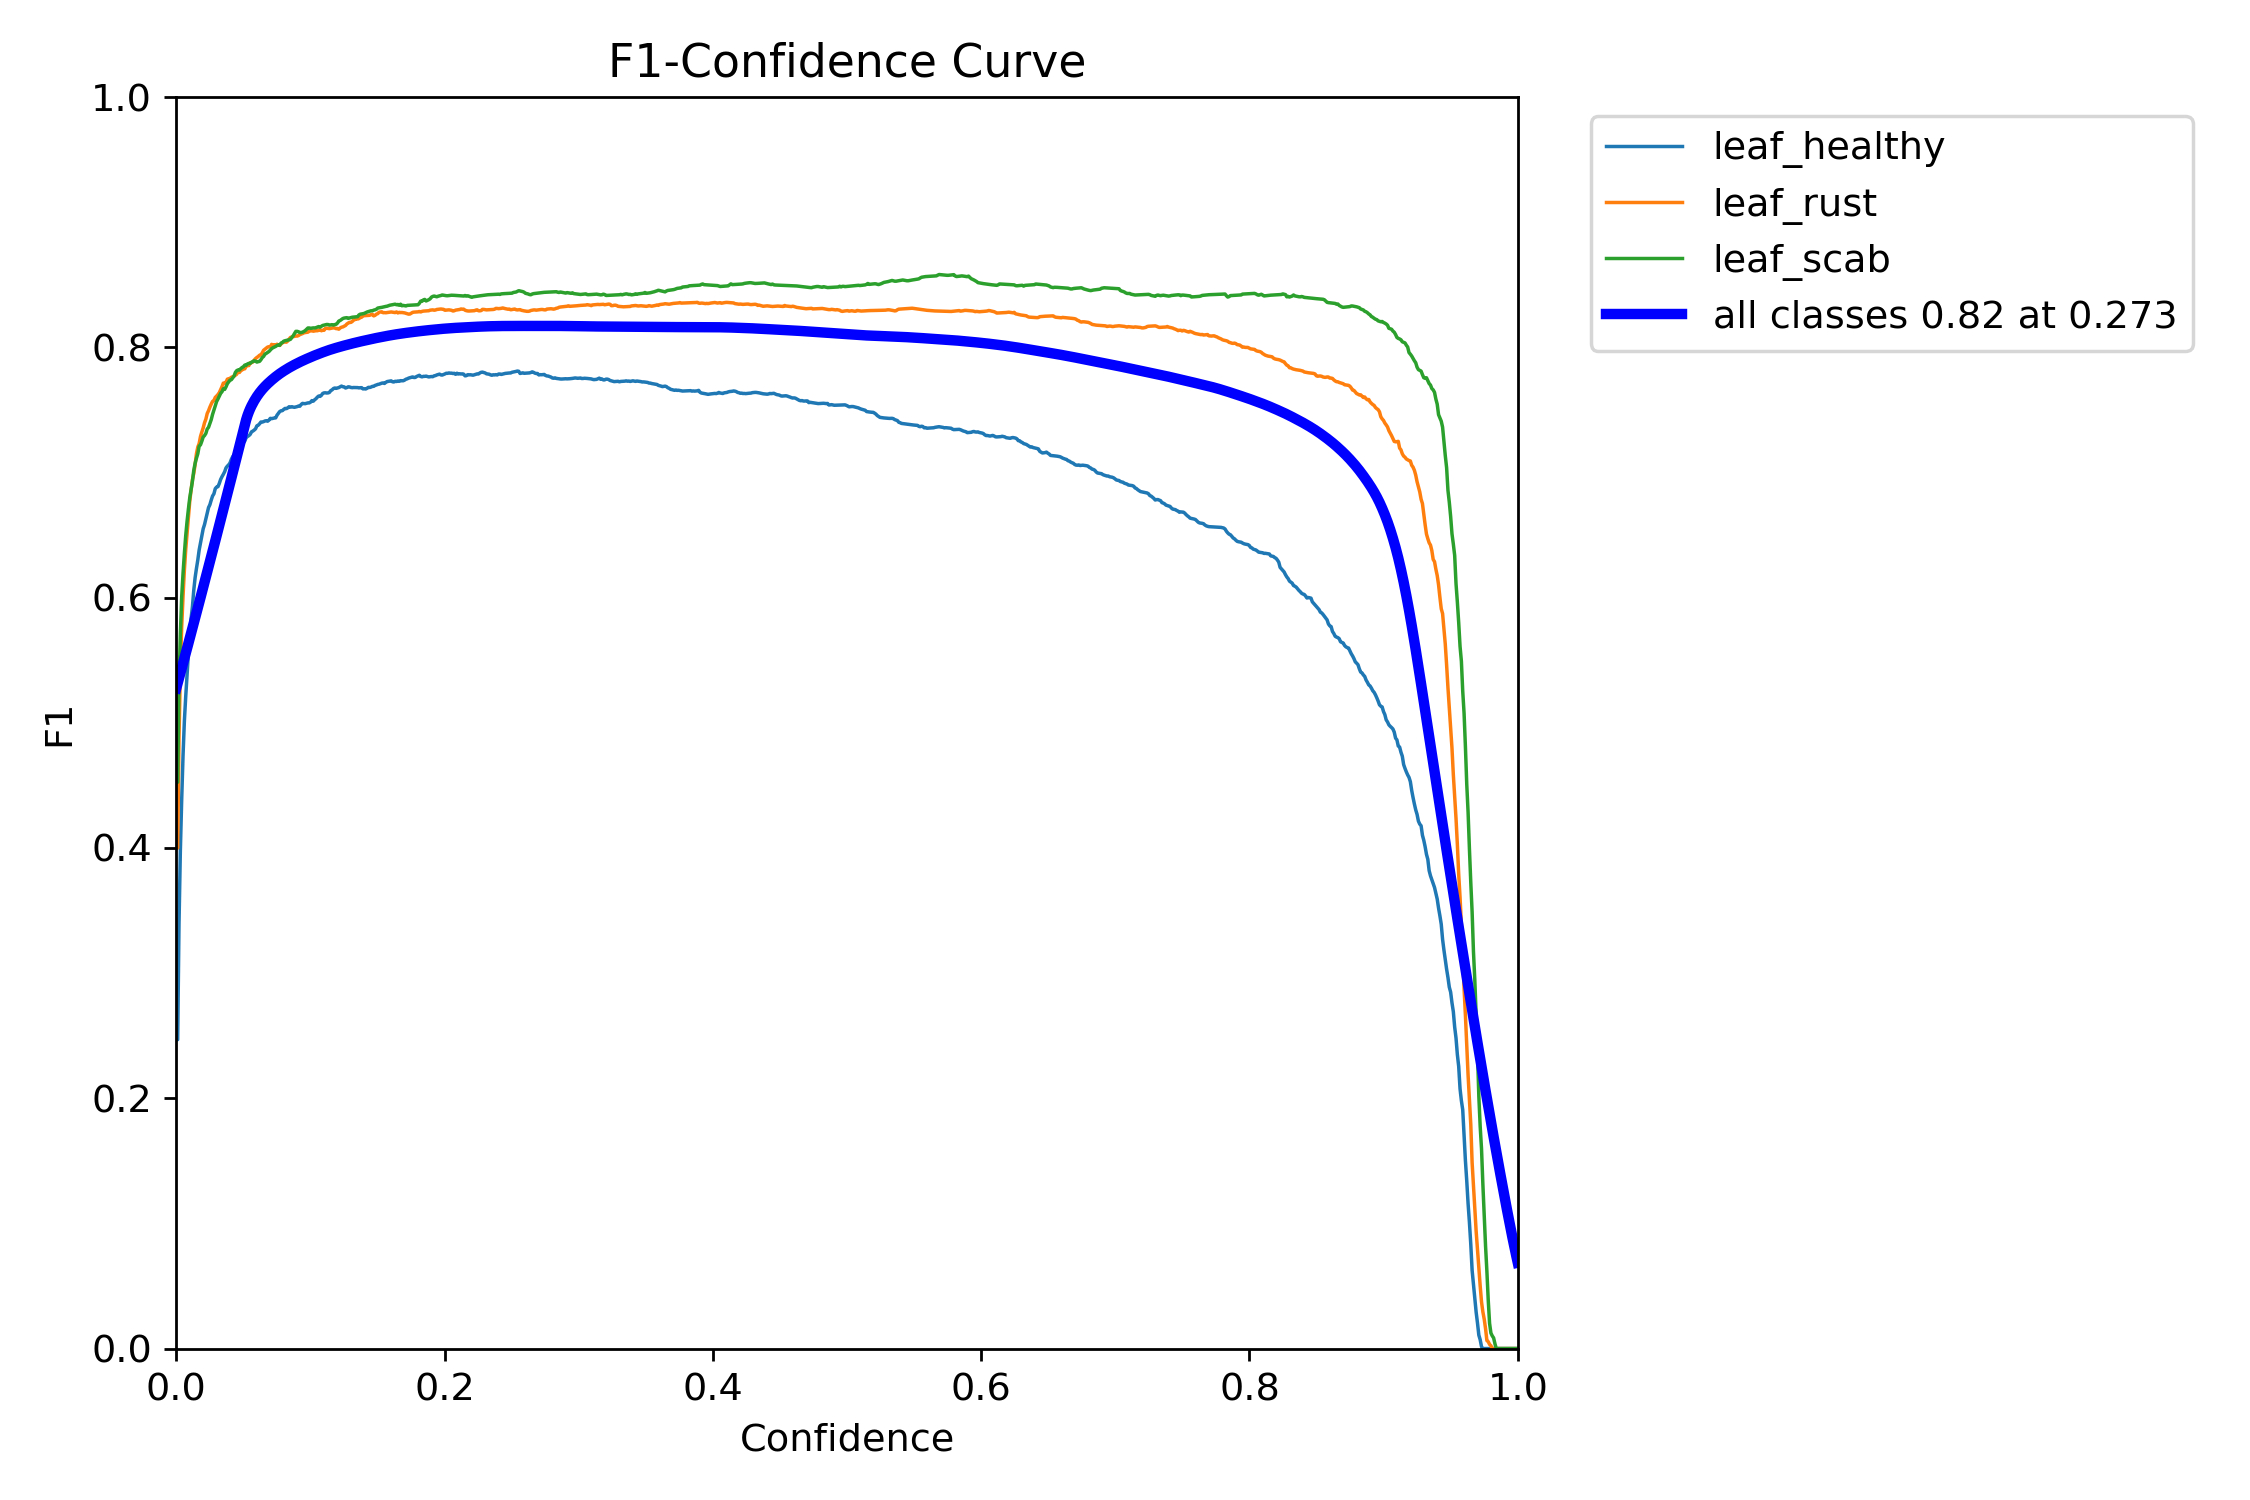 F1-Confidence Curve
1.0
0.8
0.6
0.4
0.2
0.0
F1
0.0 0.2 0.4 0.6 0.8 1.0
Confidence
leaf_healthy
leaf_rust
leaf_scab
all classes 0.82 at 0.273